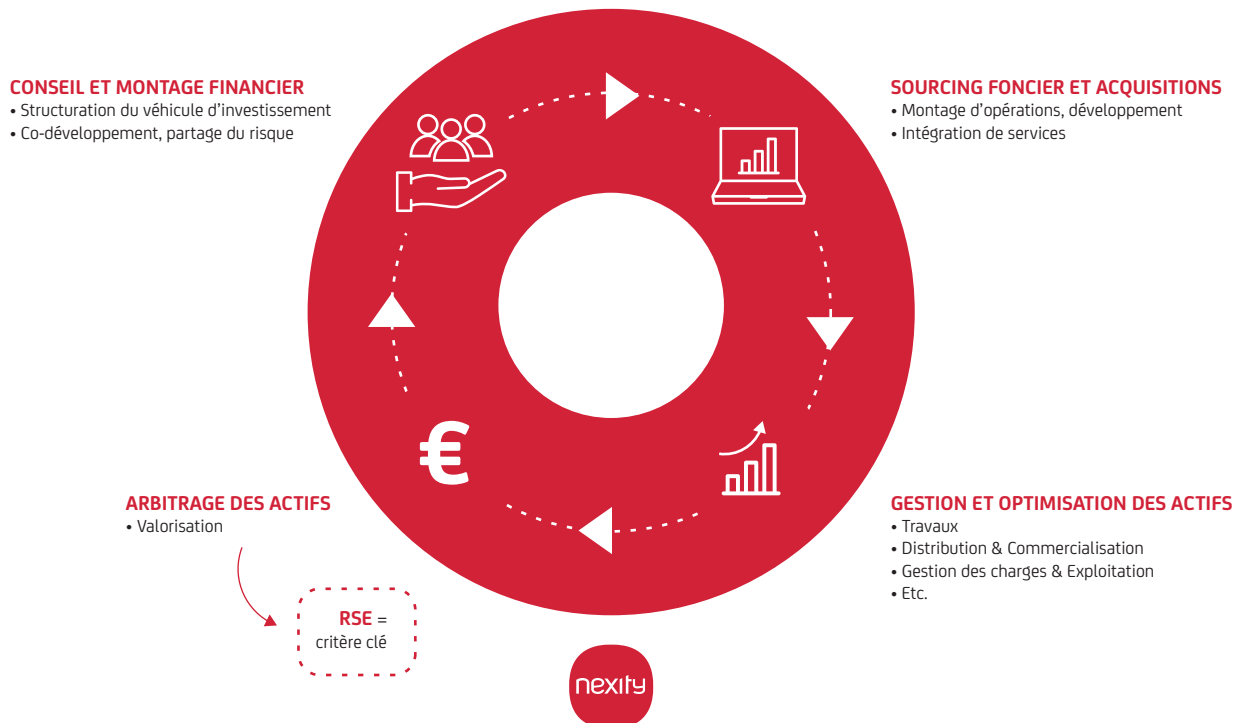 CONSEIL ET MONTAGE FINANCIER
• Structuration du véhicule d’investissement
• Co-développement, partage du risque
SOURCING FONCIER ET ACQUISITIONS
• Montage d’opérations, développement
• Intégration de services
€
ARBITRAGE DES ACTIFS
• Valorisation
RSE =
critère clé
GESTION ET OPTIMISATION DES ACTIFS
• Travaux
• Distribution & Commercialisation
• Gestion des charges & Exploitation
• Etc.
nexity